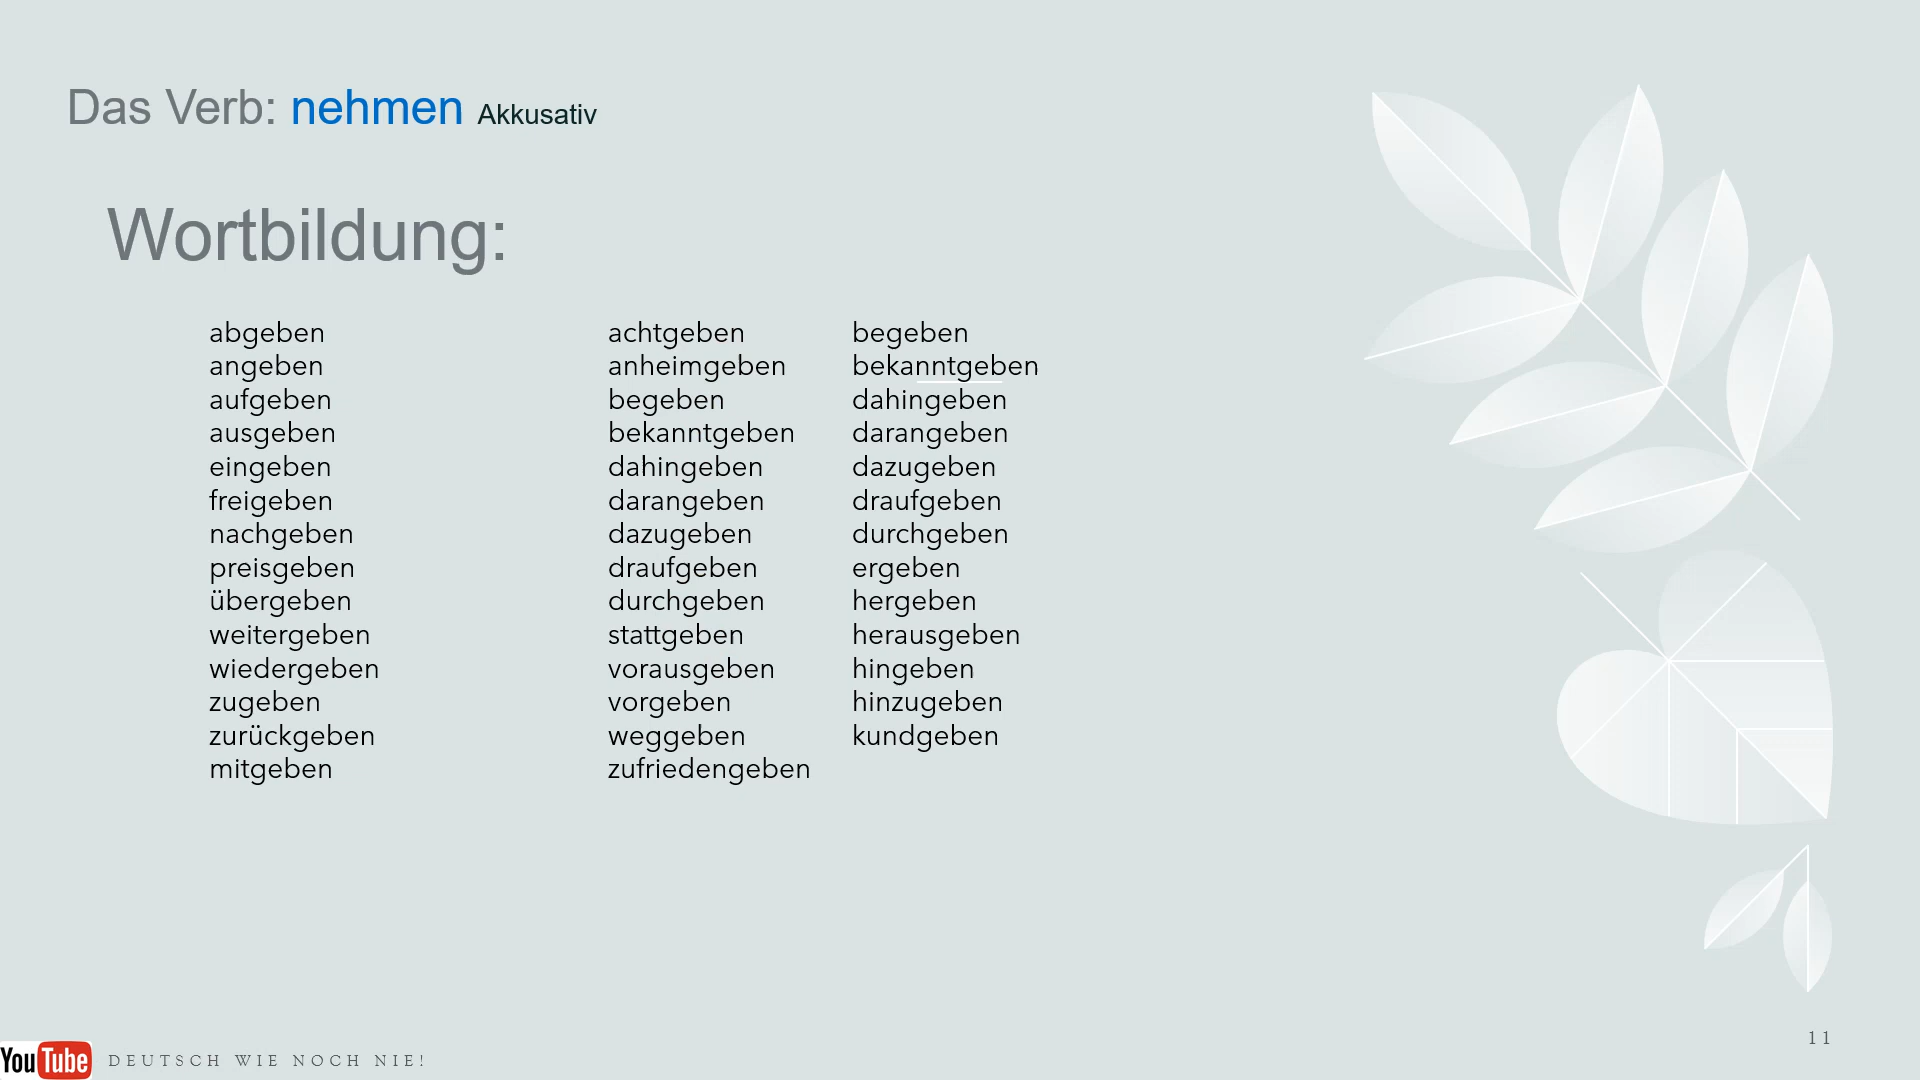 Das Verb: nehmen Akkusativ
Wortbildung:
abgeben
angeben
aufgeben
ausgeben
eingeben
freigeben
nachgeben
preisgeben
übergeben
weitergeben
wiedergeben
zugeben
zurückgeben
mitgeben
achtgeben
anheimgeben
begeben
bekanntgeben
dahingeben
darangeben
dazugeben
draufgeben
durchgeben
stattgeben
vorausgeben
vorgeben
weggeben
zufriedengeben
begeben
bekanntgeben
dahingeben
darangeben
dazugeben
draufgeben
durchgeben
ergeben
hergeben
herausgeben
hingeben
hinzugeben
kundgeben
11
YouTube
DEUTSCH WIE NOCH NIE!